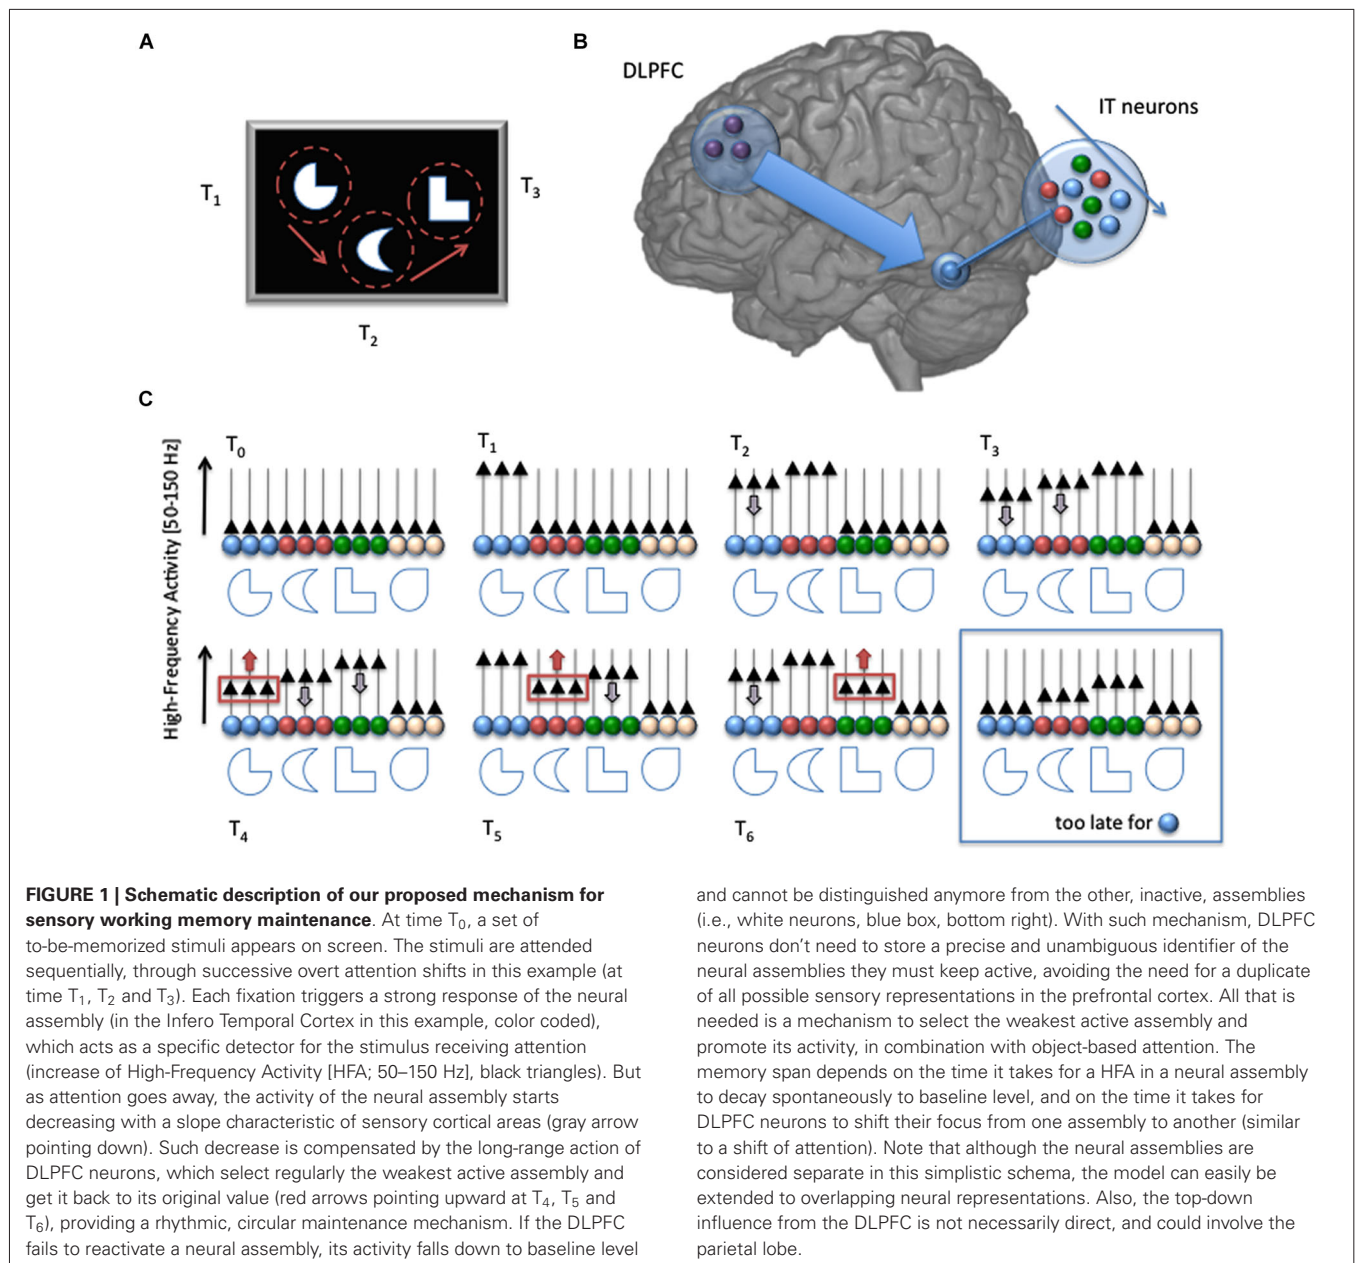 A
B
DLPFC
IT neurons
T1
T3
T2
C
High-Frequency Activity [50-150 Hz]
T0
T1
T2
T3
T4
T5
T6
too late for
FIGURE 1 | Schematic description of our proposed mechanism for
sensory working memory maintenance. At time T0, a set of
to-be-memorized stimuli appears on screen. The stimuli are attended
sequentially, through successive overt attention shifts in this example (at
time T1, T2 and T3). Each fixation triggers a strong response of the neural
assembly (in the Infero Temporal Cortex in this example, color coded),
which acts as a specific detector for the stimulus receiving attention
(increase of High-Frequency Activity [HFA; 50–150 Hz], black triangles). But
as attention goes away, the activity of the neural assembly starts
decreasing with a slope characteristic of sensory cortical areas (gray arrow
pointing down). Such decrease is compensated by the long-range action of
DLPFC neurons, which select regularly the weakest active assembly and
get it back to its original value (red arrows pointing upward at T4, T5 and
T6), providing a rhythmic, circular maintenance mechanism. If the DLPFC
fails to reactivate a neural assembly, its activity falls down to baseline level
and cannot be distinguished anymore from the other, inactive, assemblies
(i.e., white neurons, blue box, bottom right). With such mechanism, DLPFC
neurons don't need to store a precise and unambiguous identifier of the
neural assemblies they must keep active, avoiding the need for a duplicate
of all possible sensory representations in the prefrontal cortex. All that is
needed is a mechanism to select the weakest active assembly and
promote its activity, in combination with object-based attention. The
memory span depends on the time it takes for a HFA in a neural assembly
to decay spontaneously to baseline level, and on the time it takes for
DLPFC neurons to shift their focus from one assembly to another (similar
to a shift of attention). Note that although the neural assemblies are
considered separate in this simplistic schema, the model can easily be
extended to overlapping neural representations. Also, the top-down
influence from the DLPFC is not necessarily direct, and could involve the
parietal lobe.